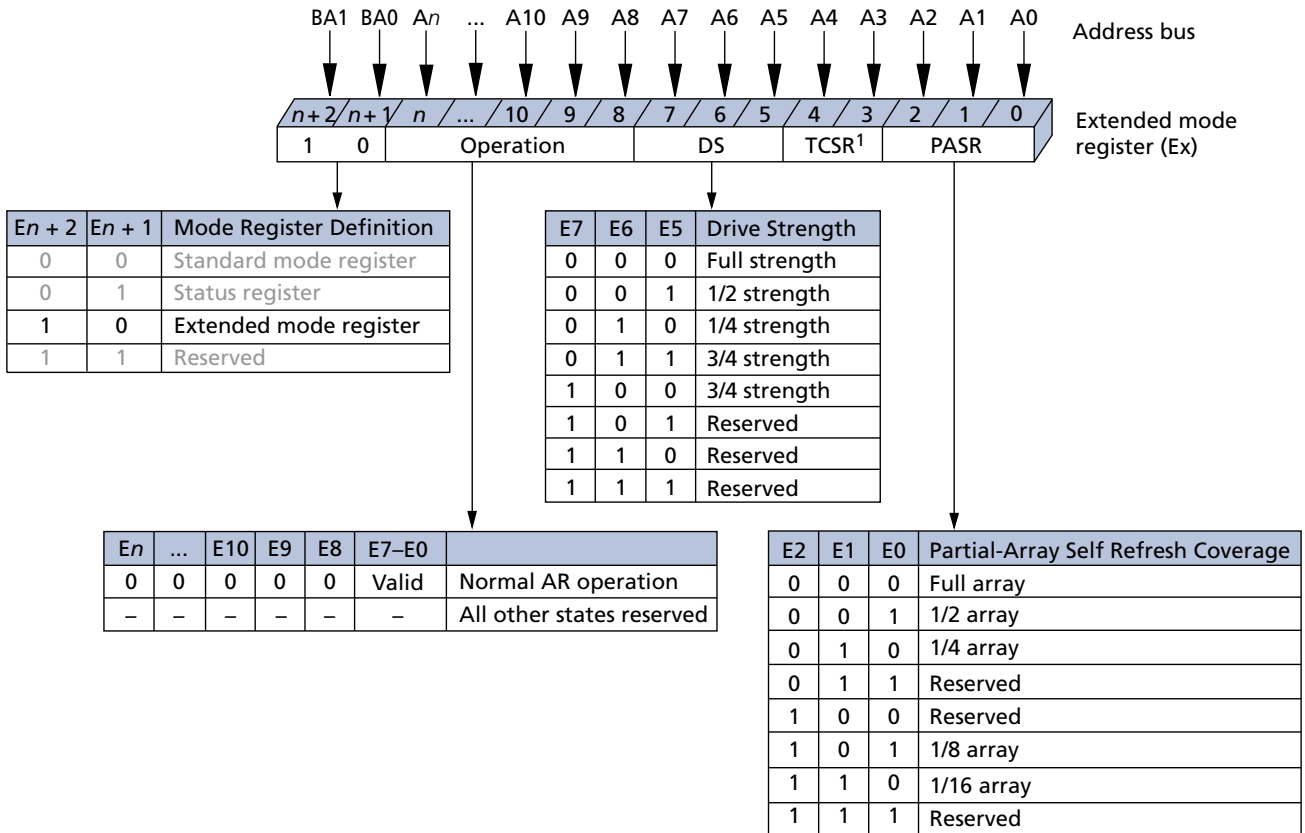 BA1 BA0 An ... A10 A9 A8 A7 A6 A5 A4 A3 A2 A1 A0 Address bus
n + 2 n + 1 n ... 10 9 8 7 6 5 4 3 2 1 0
Extended mode
register (Ex)
1 0 Operation DS TCSR1 PASR
En + 2 En + 1 Mode Register Definition
0 0 Standard mode register
0 1 Status register
1 0 Extended mode register
1 1 Reserved
E7 E6 E5 Drive Strength
0 0 0 Full strength
0 0 1 1/2 strength
0 1 0 1/4 strength
0 1 1 3/4 strength
1 0 0 3/4 strength
1 0 1 Reserved
1 1 0 Reserved
1 1 1 Reserved
En ... E10 E9 E8 E7–E0
0 0 0 0 0 Valid Normal AR operation
– – – – – – All other states reserved
E2 E1 E0 Partial-Array Self Refresh Coverage
0 0 0 Full array
0 0 1 1/2 array
0 1 0 1/4 array
0 1 1 Reserved
1 0 0 Reserved
1 0 1 1/8 array
1 1 0 1/16 array
1 1 1 Reserved